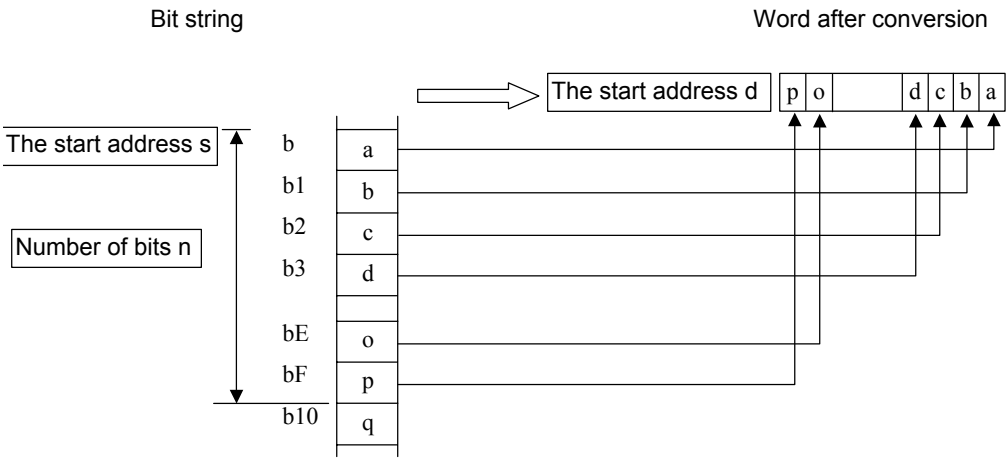 Bit string
Word after conversion
The start address d
p o d c b a
The start address s
b a
b1 b
b2 c
Number of bits n
b3 d
bE o
bF p
b10 q